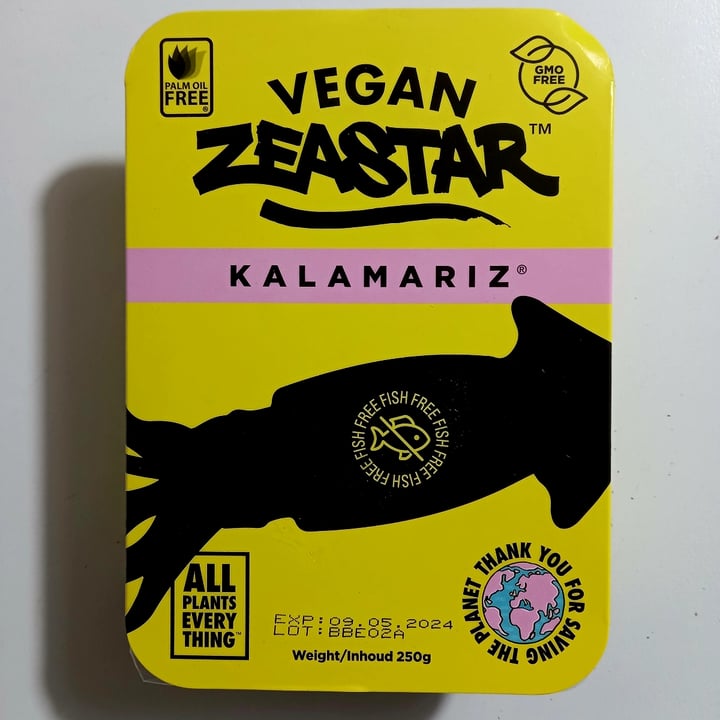 PALM OIL
FREE®
GMO
FREE
VEGAN
ZEASTAR™
KALAMARIZ®
FISH FREE FISH FREE FISH FREE FISH FREE
ALL
PLANTS
EVERY
THING™
EXP:09.05.2024
LOT:BBE02A
Weight/Inhoud 250g
THANK YOU FOR SAVING THE PLANET